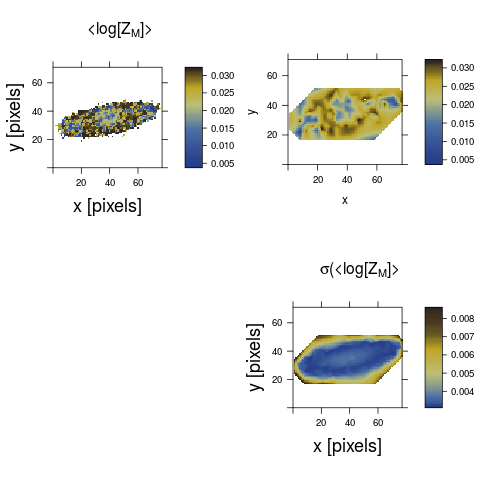 <log[Z_M]>
60
40
20
20 40 60
x [pixels]
y [pixels]
0.030
0.025
0.020
0.015
0.010
0.005
60
40
20
20 40 60
x
y
0.030
0.025
0.020
0.015
0.010
0.005
σ(<log[Z_M]>
60
40
20
20 40 60
x [pixels]
y [pixels]
0.008
0.007
0.006
0.005
0.004